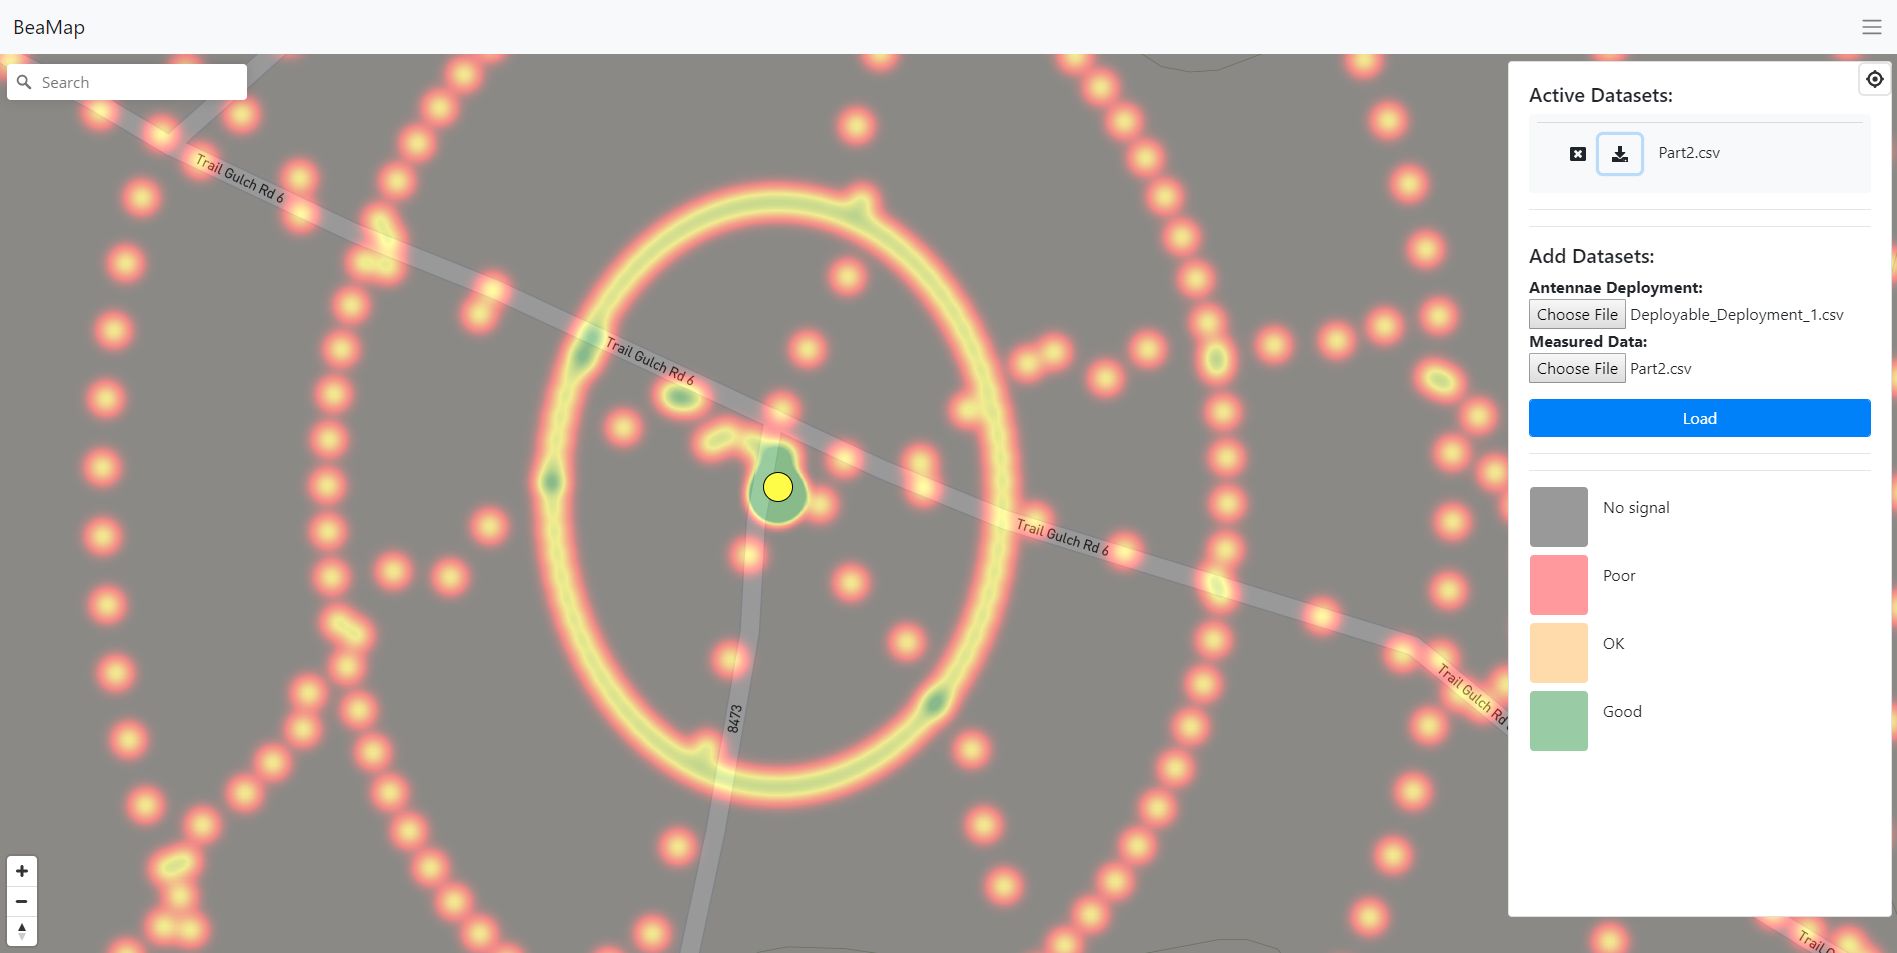 BeaMap
Search
Active Datasets:
Part2.csv
Add Datasets:
Antennae Deployment:
Choose File Deployable_Deployment_1.csv
Measured Data:
Choose File Part2.csv
Load
No signal
Poor
OK
Good
Trail Gulch Rd 6
Trail Gulch Rd 6
Trail Gulch Rd 6
Trail Gulch Rd
8473
Trail G